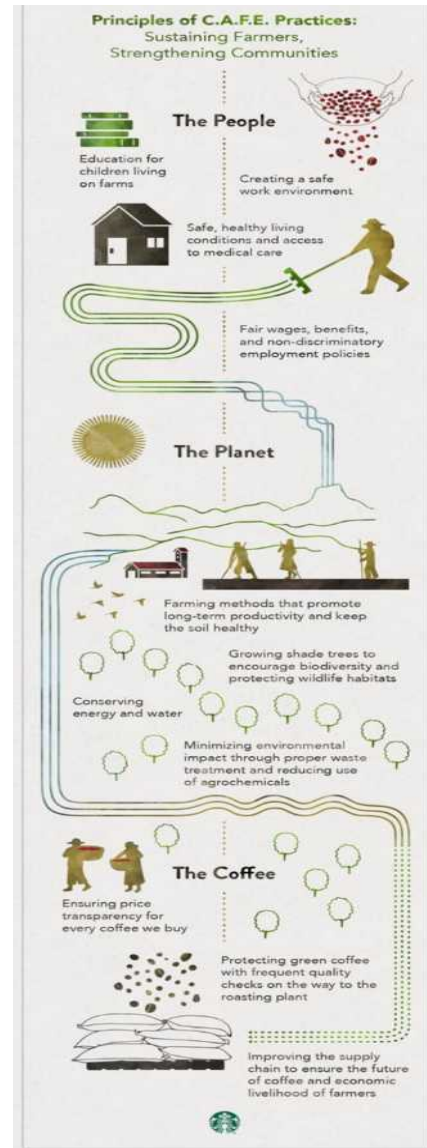 Principles of C.A.F.E. Practices:
Sustaining Farmers,
Strengthening Communities
The People
Education for
children living
on farms
Creating a safe
work environment
Safe, healthy living
conditions and access
to medical care
Fair wages, benefits,
and non-discriminatory
employment policies
The Planet
Farming methods that promote
long-term productivity and keep
the soil healthy
Growing shade trees to
encourage biodiversity and
protecting wildlife habitats
Conserving
energy and water
Minimizing environmental
impact through proper waste
treatment and reducing use
of agrochemicals
The Coffee
Ensuring price
transparency for
every coffee we buy
Protecting green coffee
with frequent quality
checks on the way to the
roasting plant
Improving the supply
chain to ensure the future
of coffee and economic
livelihood of farmers